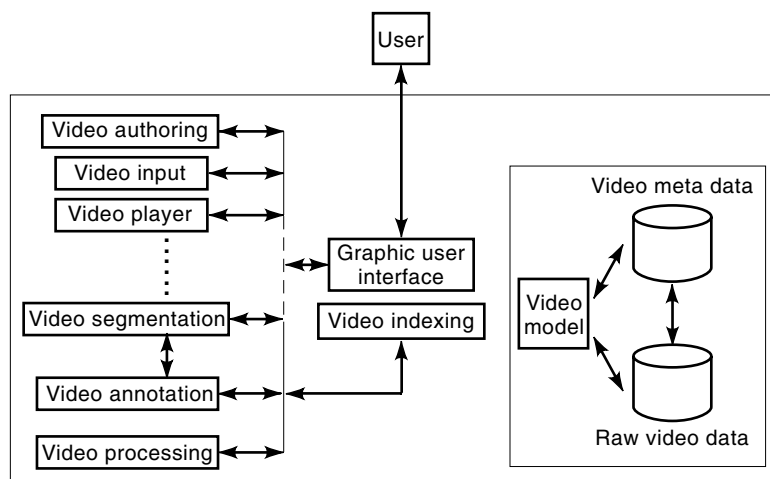 User
Video authoring
Video input
Video player
Video segmentation
Video annotation
Video processing
Graphic user
interface
Video indexing
Video meta data
Video
model
Raw video data